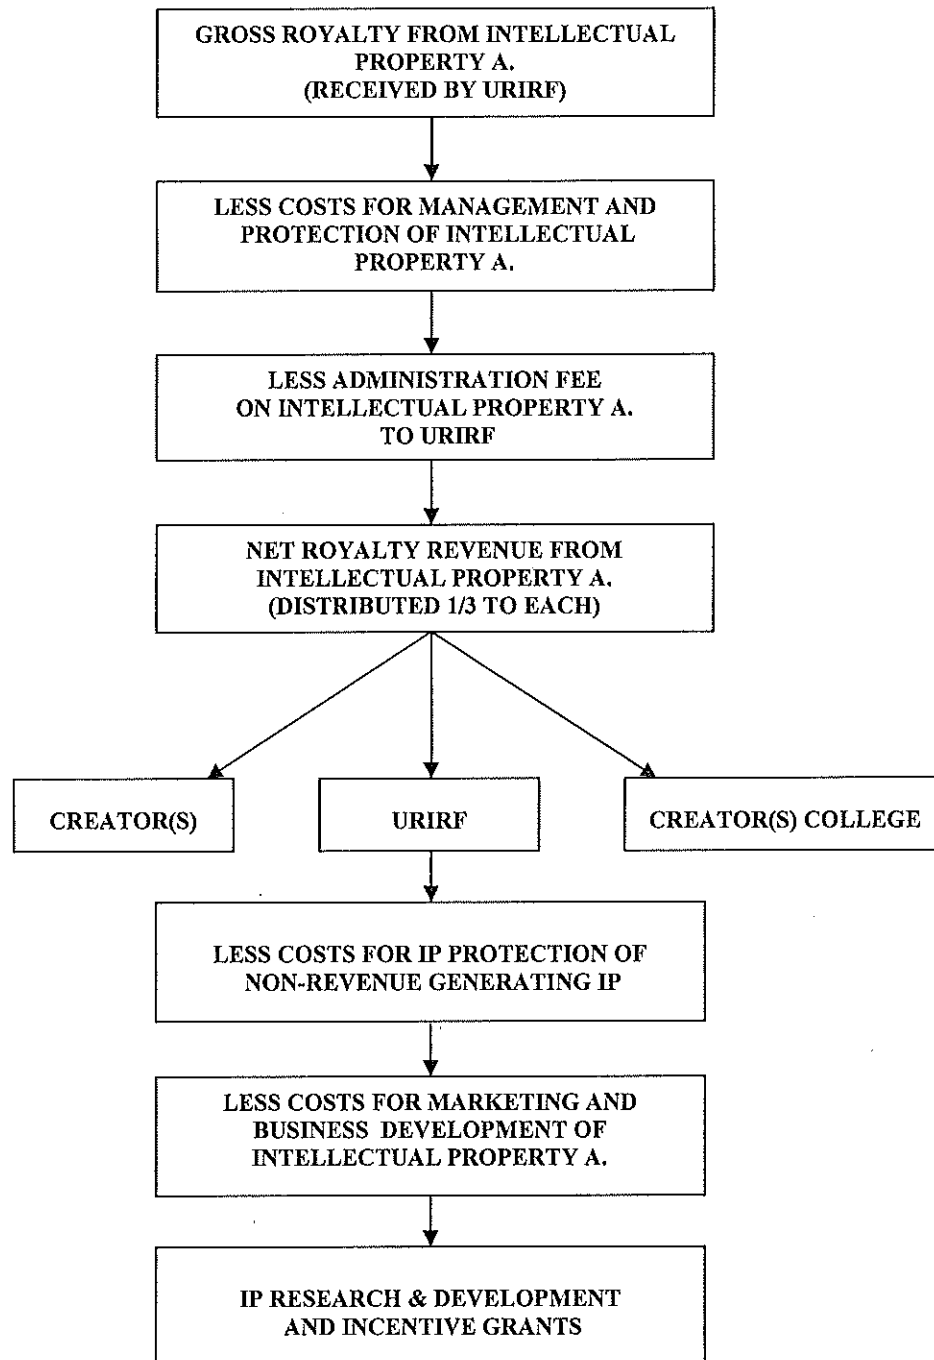 GROSS ROYALTY FROM INTELLECTUAL
PROPERTY A.
(RECEIVED BY URIRF)
LESS COSTS FOR MANAGEMENT AND
PROTECTION OF INTELLECTUAL
PROPERTY A.
LESS ADMINISTRATION FEE
ON INTELLECTUAL PROPERTY A.
TO URIRF
NET ROYALTY REVENUE FROM
INTELLECTUAL PROPERTY A.
(DISTRIBUTED 1/3 TO EACH)
CREATOR(S)
URIRF
CREATOR(S) COLLEGE
LESS COSTS FOR IP PROTECTION OF
NON-REVENUE GENERATING IP
LESS COSTS FOR MARKETING AND
BUSINESS DEVELOPMENT OF
INTELLECTUAL PROPERTY A.
IP RESEARCH & DEVELOPMENT
AND INCENTIVE GRANTS